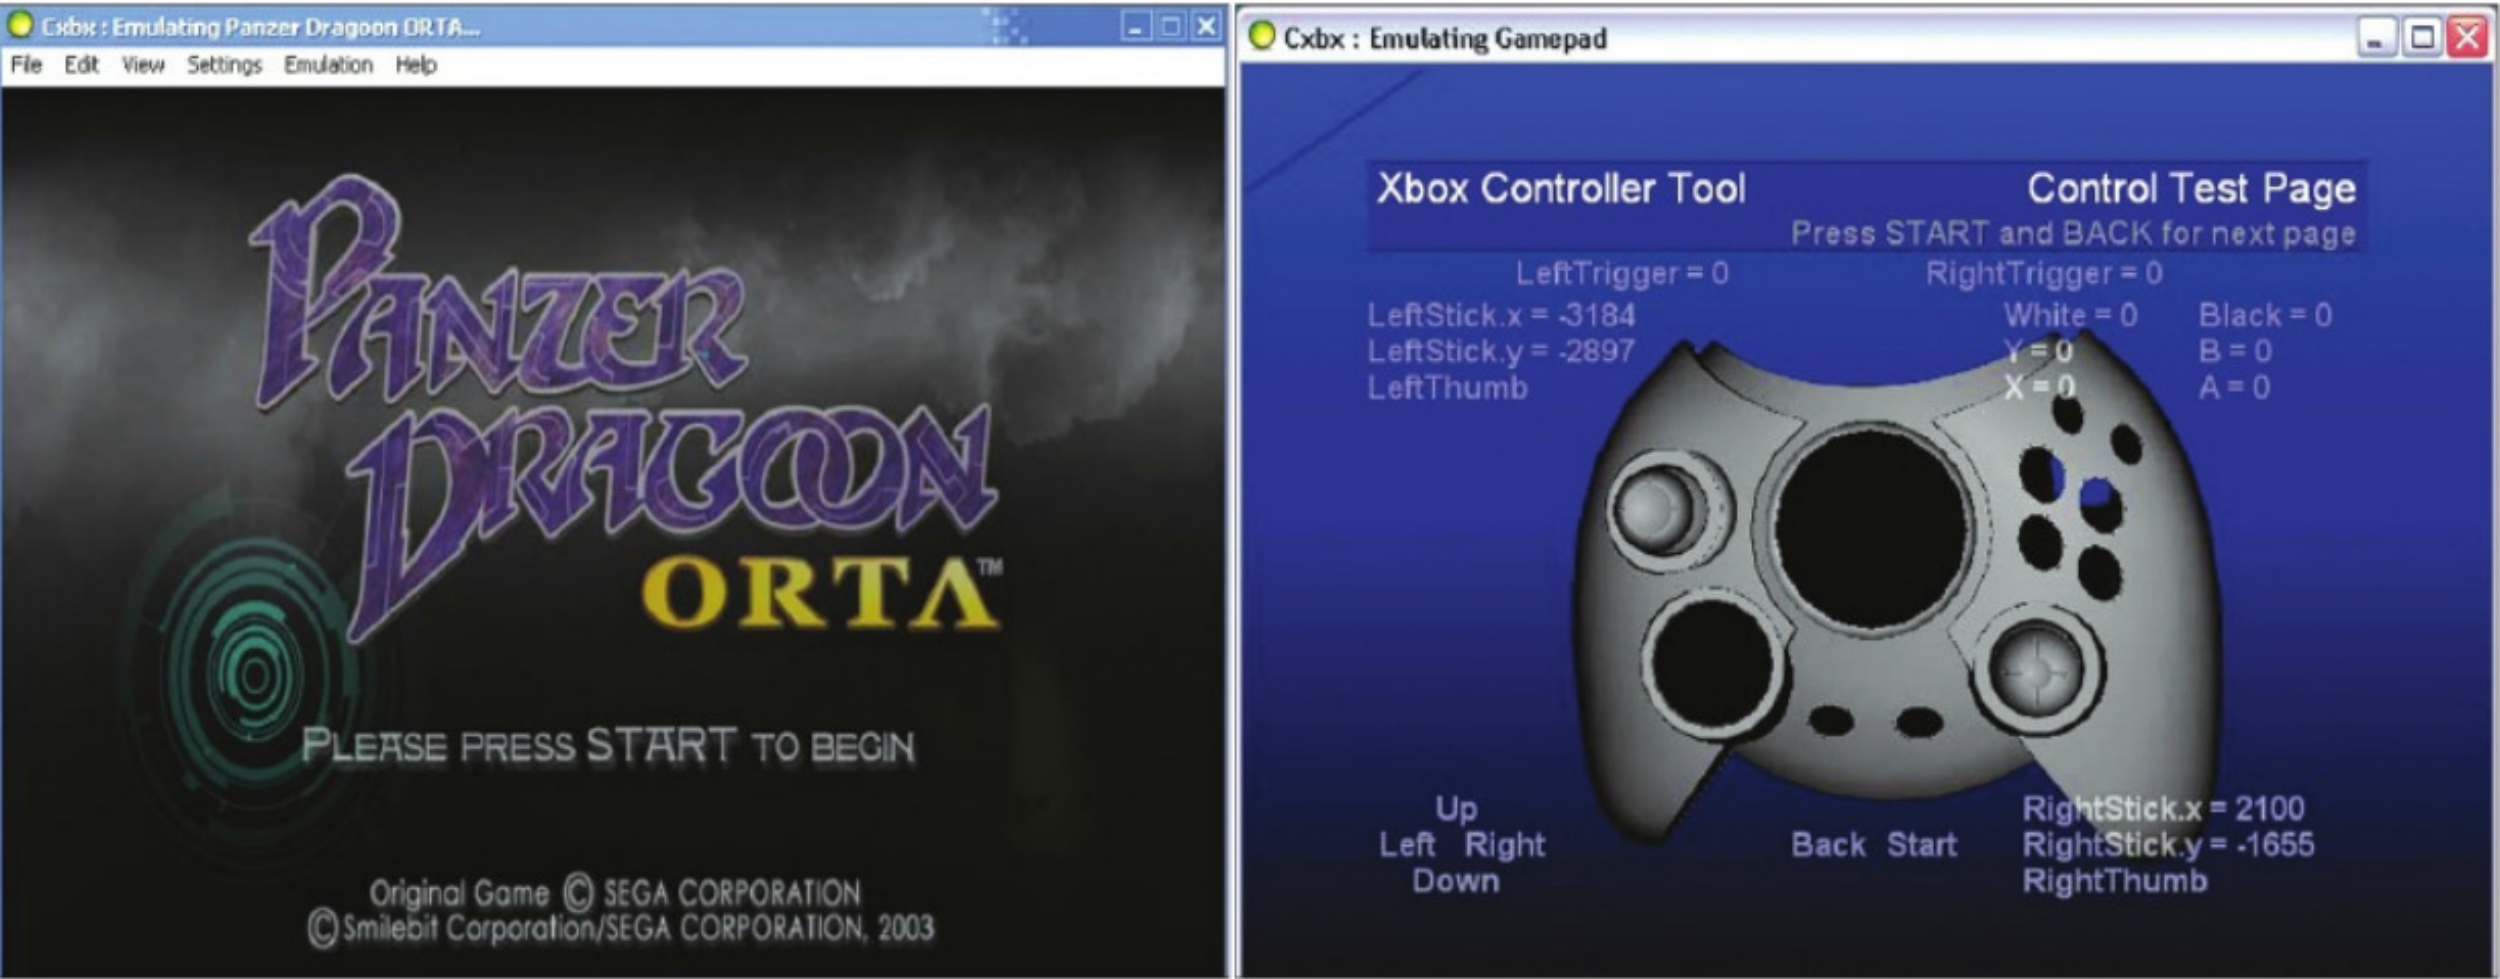 Cxbx : Emulating Panzer Dragoon ORTA...
File Edit View Settings Emulation Help
PANZER
DRAGOON
ORTA™
PLEASE PRESS START TO BEGIN
Original Game © SEGA CORPORATION
© Smilebit Corporation/SEGA CORPORATION, 2003
Cxbx : Emulating Gamepad
Xbox Controller Tool Control Test Page
Press START and BACK for next page
LeftTrigger = 0 RightTrigger = 0
LeftStick.x = -3184 White = 0 Black = 0
LeftStick.y = -2897 Y = 0 B = 0
LeftThumb X = 0 A = 0
Up RightStick.x = 2100
Left Right Back Start RightStick.y = -1655
Down RightThumb